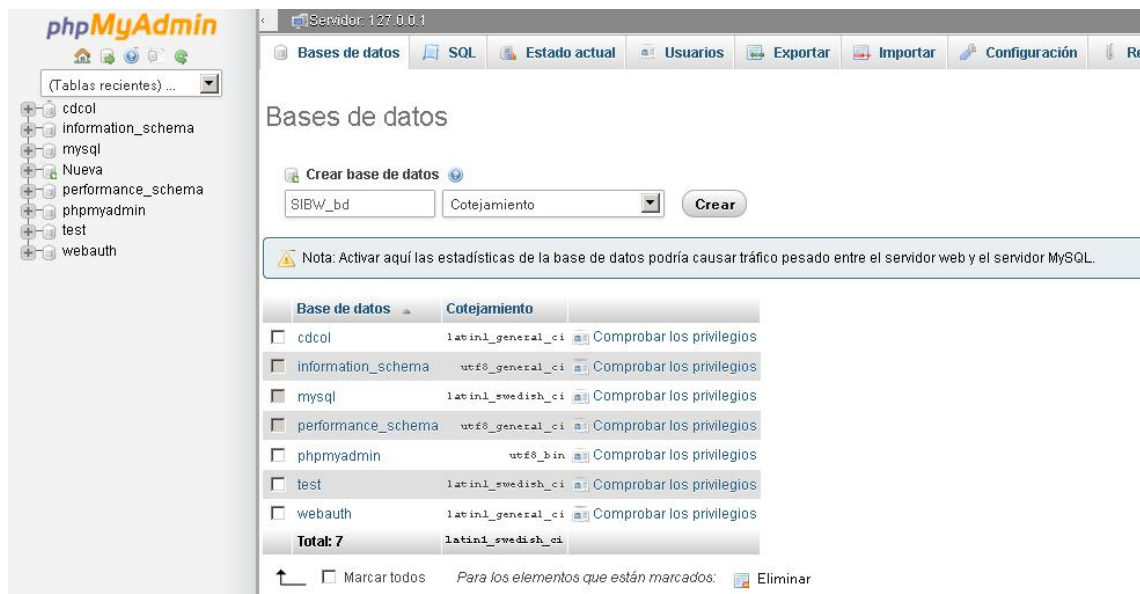 phpMyAdmin
(Tablas recientes) ...
cdcol
information_schema
mysql
Nueva
performance_schema
phpmyadmin
test
webauth
Servidor: 127.0.0.1
Bases de datos SQL Estado actual Usuarios Exportar Importar Configuración Re
Bases de datos
Crear base de datos
SIBW_bd Cotejamiento Crear
Nota: Activar aquí las estadísticas de la base de datos podría causar tráfico pesado entre el servidor web y el servidor MySQL.
Base de datos Cotejamiento
cdcol latin1_general_ci Comprobar los privilegios
information_schema utf8_general_ci Comprobar los privilegios
mysql latin1_swedish_ci Comprobar los privilegios
performance_schema utf8_general_ci Comprobar los privilegios
phpmyadmin utf8_bin Comprobar los privilegios
test latin1_swedish_ci Comprobar los privilegios
webauth latin1_general_ci Comprobar los privilegios
Total: 7 latin1_swedish_ci
Marcar todos Para los elementos que están marcados: Eliminar